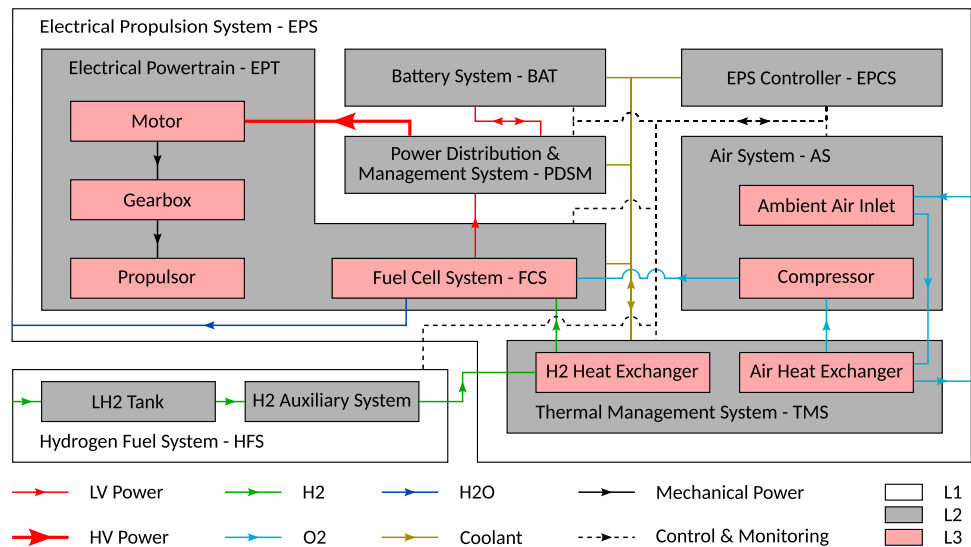 Electrical Propulsion System - EPS
Electrical Powertrain - EPT
Motor
Gearbox
Propulsor
Battery System - BAT
Power Distribution &
Management System - PDSM
Fuel Cell System - FCS
EPS Controller - EPCS
Air System - AS
Ambient Air Inlet
Compressor
H2 Heat Exchanger
Air Heat Exchanger
Thermal Management System - TMS
LH2 Tank
H2 Auxiliary System
Hydrogen Fuel System - HFS
LV Power
H2
H2O
Mechanical Power
L1
L2
HV Power
O2
Coolant
Control & Monitoring
L3